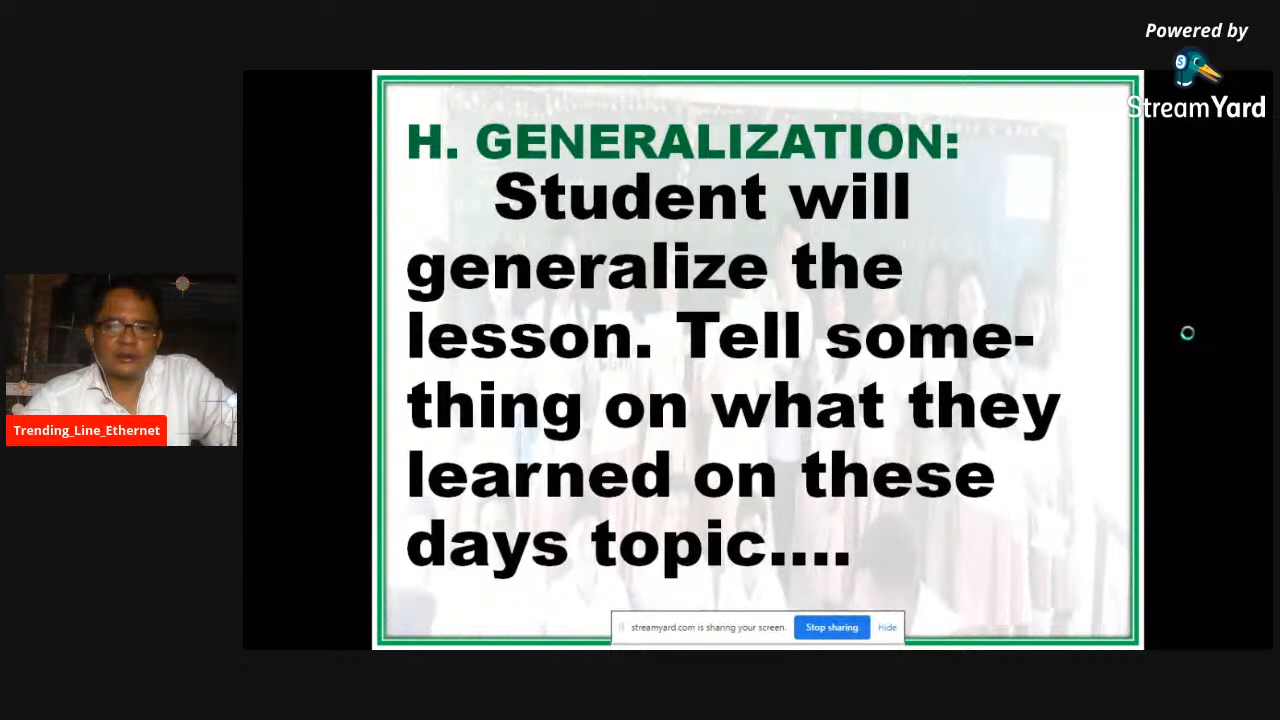 Powered by
StreamYard
H. GENERALIZATION:
Student will
generalize the
lesson. Tell some-
thing on what they
learned on these
days topic....
Trending_Line_Ethernet
streamyard.com is sharing your screen.
Stop sharing
Hide